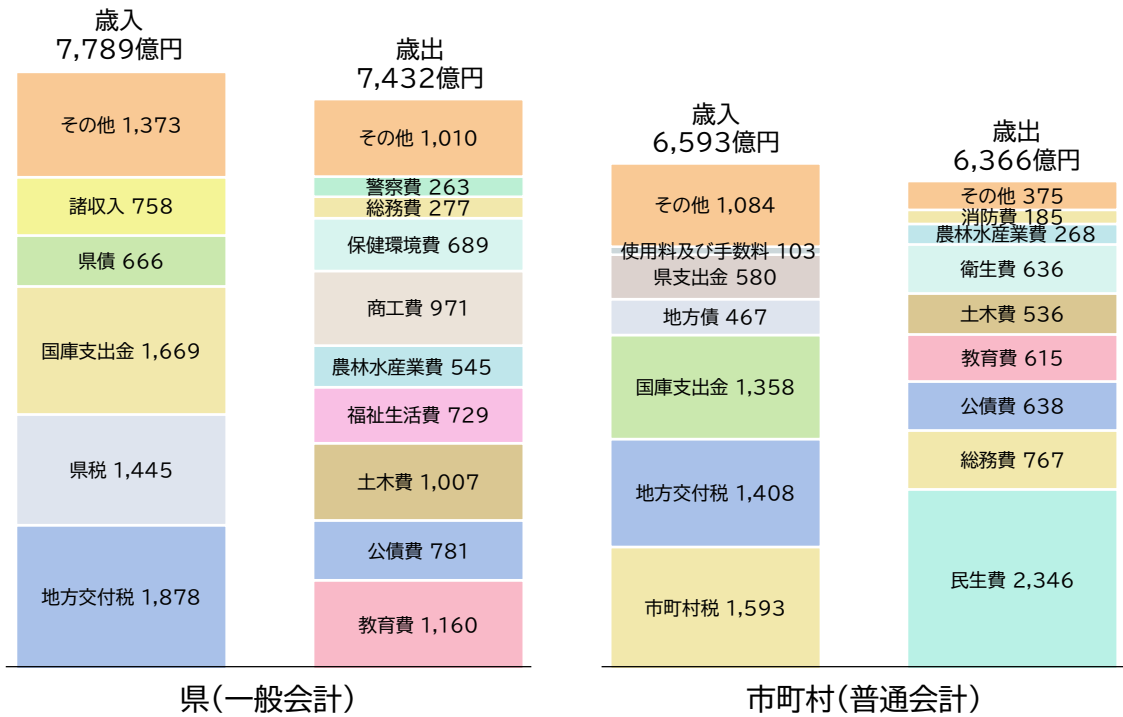 歳入
7,789億円
その他 1,373
諸収入 758
県債 666
国庫支出金 1,669
県税 1,445
地方交付税 1,878
歳出
7,432億円
その他 1,010
警察費 263
総務費 277
保健環境費 689
商工費 971
農林水産業費 545
福祉生活費 729
土木費 1,007
公債費 781
教育費 1,160
県(一般会計)
歳入
6,593億円
その他 1,084
使用料及び手数料 103
県支出金 580
地方債 467
国庫支出金 1,358
地方交付税 1,408
市町村税 1,593
歳出
6,366億円
その他 375
消防費 185
農林水産業費 268
衛生費 636
土木費 536
教育費 615
公債費 638
総務費 767
民生費 2,346
市町村(普通会計)